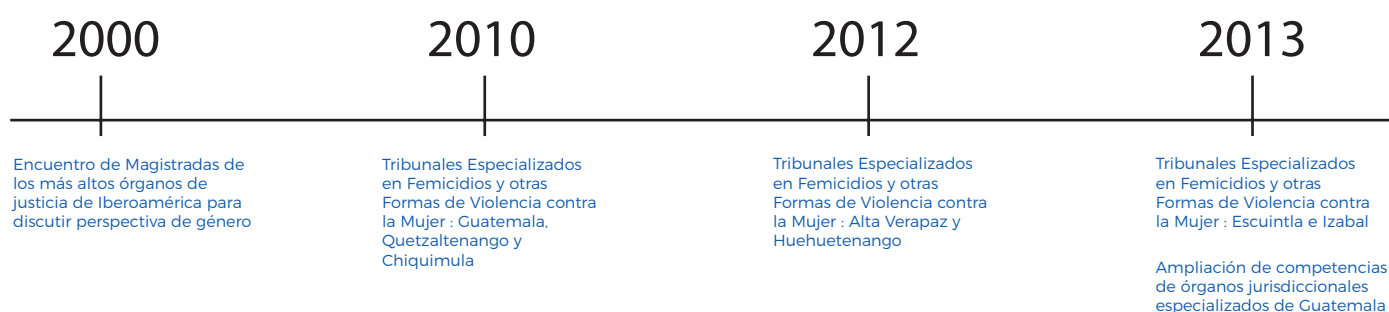 2000
Encuentro de Magistradas de
los más altos órganos de
justicia de Iberoamérica para
discutir perspectiva de género
2010
Tribunales Especializados
en Femicidios y otras
Formas de Violencia contra
la Mujer : Guatemala,
Quetzaltenango y
Chiquimula
2012
Tribunales Especializados
en Femicidios y otras
Formas de Violencia contra
la Mujer : Alta Verapaz y
Huehuetenango
2013
Tribunales Especializados
en Femicidios y otras
Formas de Violencia contra
la Mujer : Escuintla e Izabal
Ampliación de competencias
de órganos jurisdiccionales
especializados de Guatemala